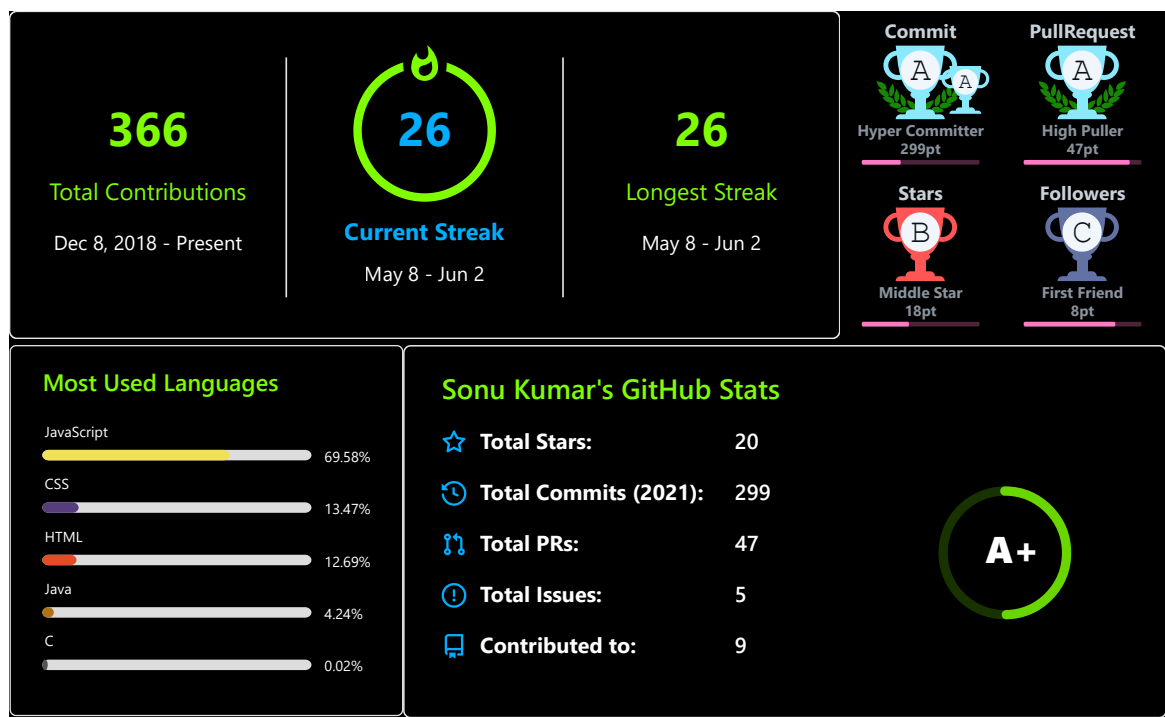 366
Total Contributions
Dec 8, 2018 - Present
26
Current Streak
May 8 - Jun 2
26
Longest Streak
May 8 - Jun 2
Commit
A
A
Hyper Committer
299pt
PullRequest
A
High Puller
47pt
Stars
B
Middle Star
18pt
Followers
C
First Friend
8pt
Most Used Languages
JavaScript
69.58%
CSS
13.47%
HTML
12.69%
Java
4.24%
C
0.02%
Sonu Kumar's GitHub Stats
Total Stars: 20
Total Commits (2021): 299
Total PRs: 47
Total Issues: 5
Contributed to: 9
A+